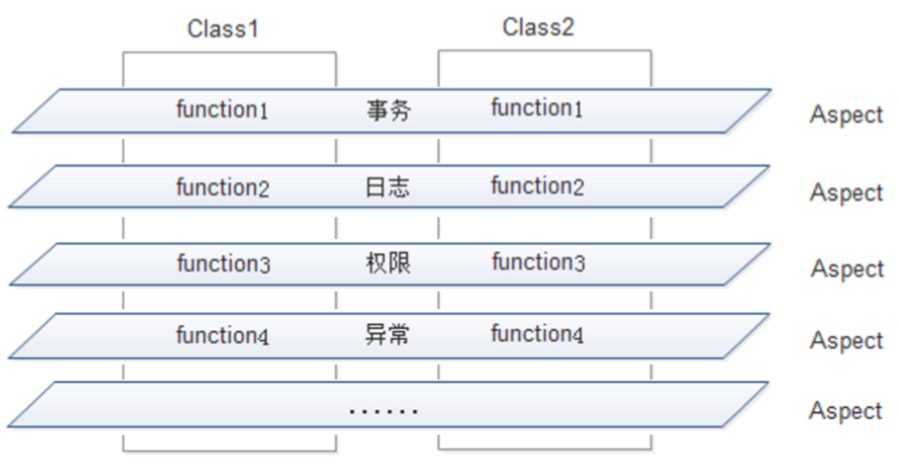 Class1 Class2
function1 事务 function1 Aspect
function2 日志 function2 Aspect
function3 权限 function3 Aspect
function4 异常 function4 Aspect
...... Aspect